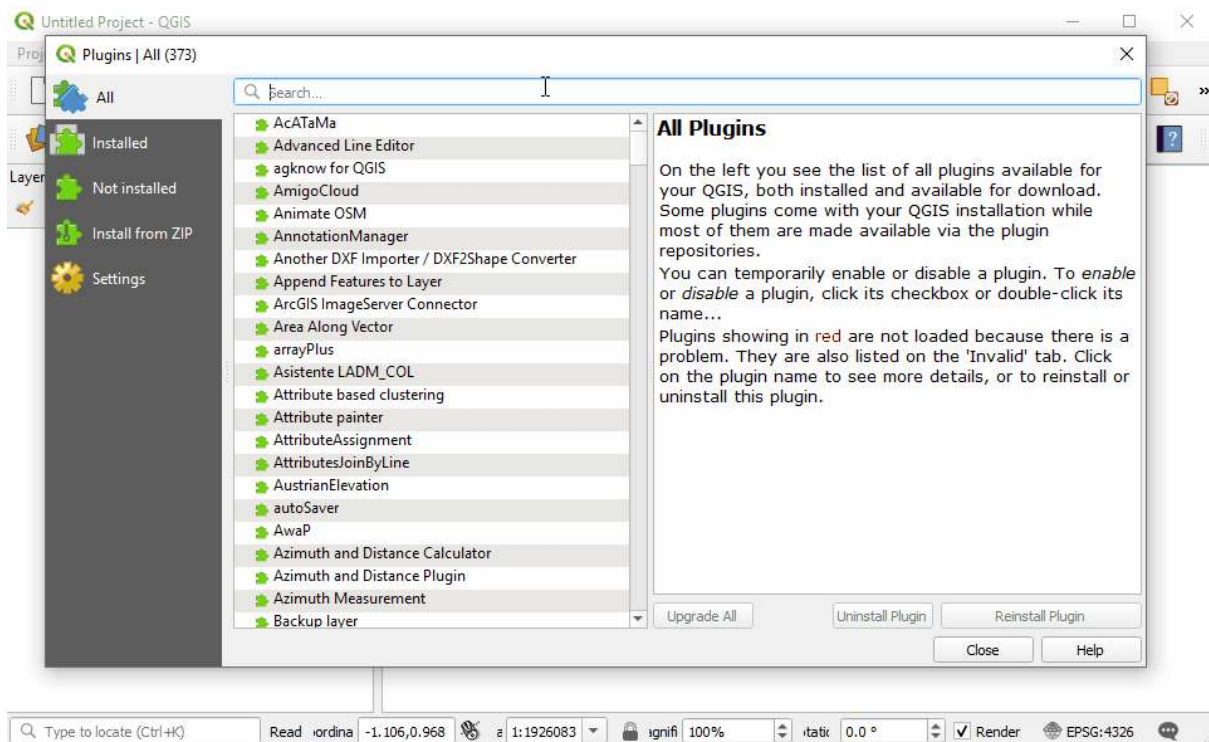 Untitled Project - QGIS
Proj
Plugins | All (373)
All
Installed
Not installed
Install from ZIP
Settings
Layer
Search...
AcATaMa
Advanced Line Editor
agknow for QGIS
AmigoCloud
Animate OSM
AnnotationManager
Another DXF Importer / DXF2Shape Converter
Append Features to Layer
ArcGIS ImageServer Connector
Area Along Vector
arrayPlus
Asistente LADM_COL
Attribute based clustering
Attribute painter
AttributeAssignment
AttributesJoinByLine
AustrianElevation
autoSaver
AwaP
Azimuth and Distance Calculator
Azimuth and Distance Plugin
Azimuth Measurement
Backup layer
All Plugins
On the left you see the list of all plugins available for
your QGIS, both installed and available for download.
Some plugins come with your QGIS installation while
most of them are made available via the plugin
repositories.
You can temporarily enable or disable a plugin. To enable
or disable a plugin, click its checkbox or double-click its
name...
Plugins showing in red are not loaded because there is a
problem. They are also listed on the 'Invalid' tab. Click
on the plugin name to see more details, or to reinstall or
uninstall this plugin.
Upgrade All Uninstall Plugin Reinstall Plugin
Close Help
Type to locate (Ctrl+K) Read ordina -1.106,0.968 a 1:1926083 agnifi 100% tatic 0.0 ° Render EPSG:4326